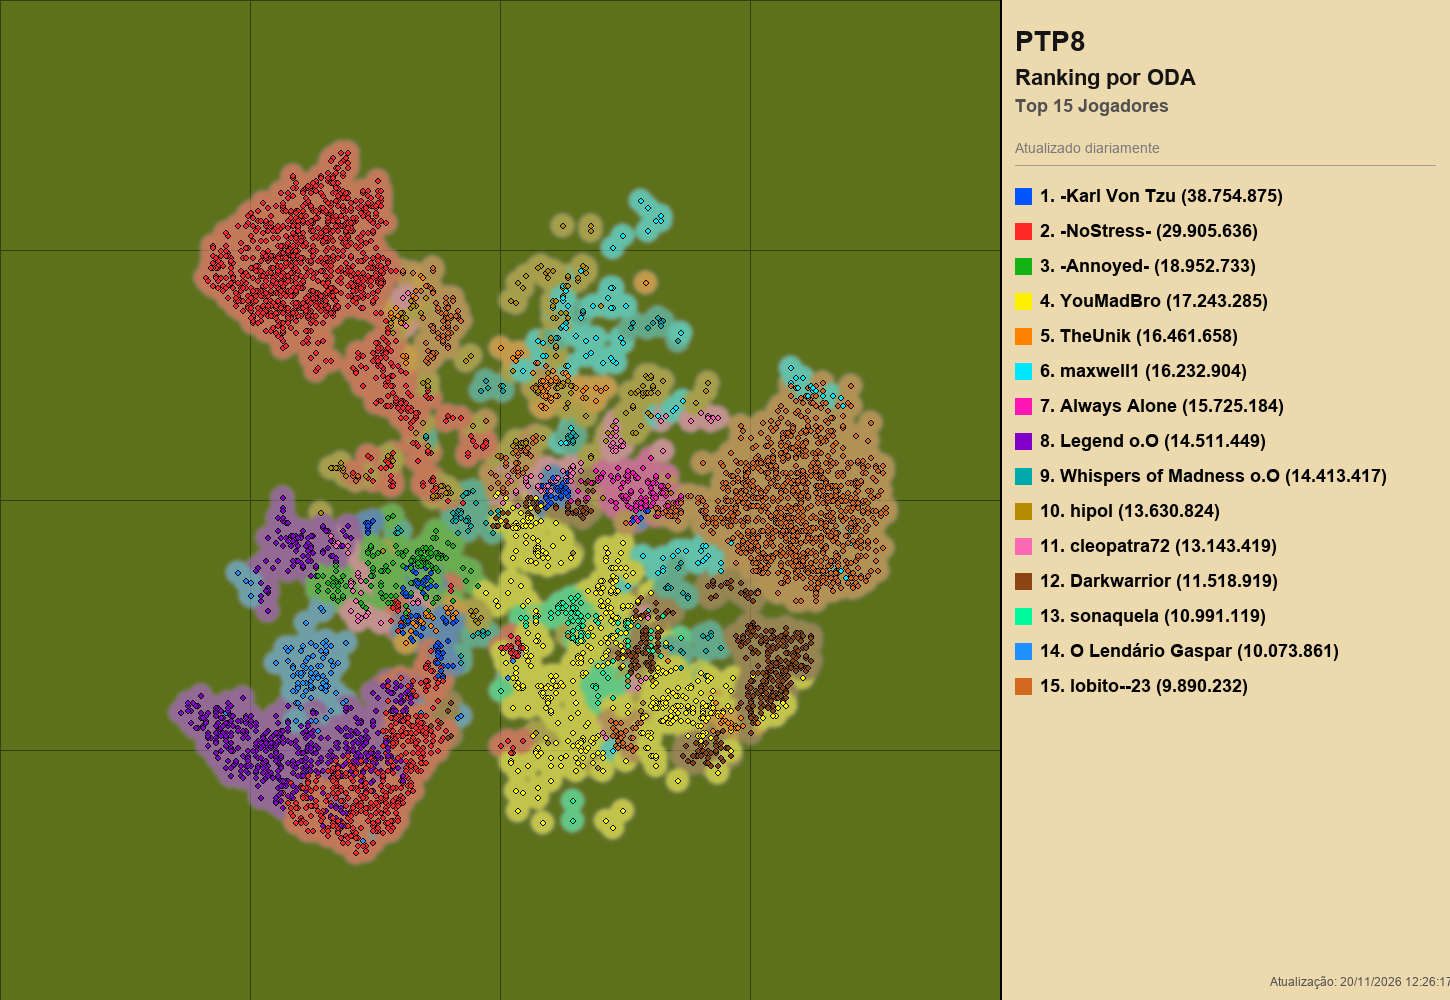 PTP8
Ranking por ODA
Top 15 Jogadores
Atualizado diariamente
1. -Karl Von Tzu (38.754.875)
2. -NoStress- (29.905.636)
3. -Annoyed- (18.952.733)
4. YouMadBro (17.243.285)
5. TheUnik (16.461.658)
6. maxwell1 (16.232.904)
7. Always Alone (15.725.184)
8. Legend o.O (14.511.449)
9. Whispers of Madness o.O (14.413.417)
10. hipol (13.630.824)
11. cleopatra72 (13.143.419)
12. Darkwarrior (11.518.919)
13. sonaquela (10.991.119)
14. O Lendário Gaspar (10.073.861)
15. lobito--23 (9.890.232)
Atualização: 20/11/2026 12:26:17